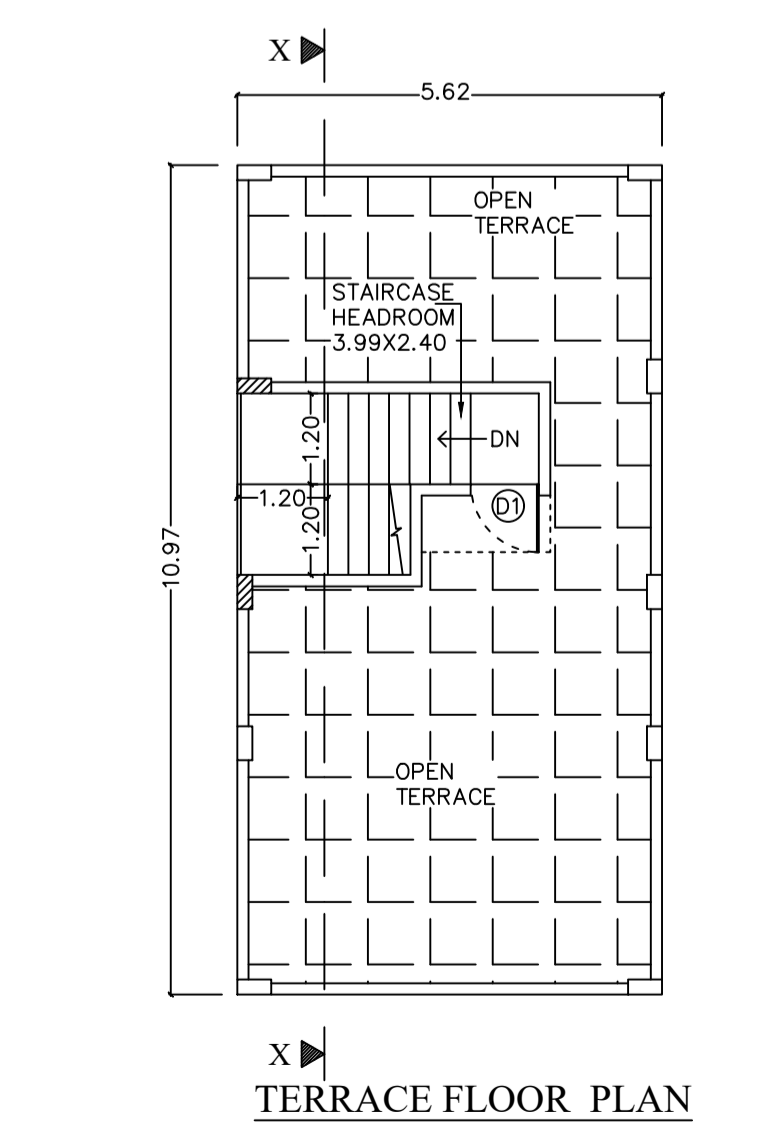 X
5.62
OPEN
TERRACE
STAIRCASE
HEADROOM
3.99X2.40
1.20
DN
1.20
1.20
D1
10.97
OPEN
TERRACE
X
TERRACE FLOOR PLAN